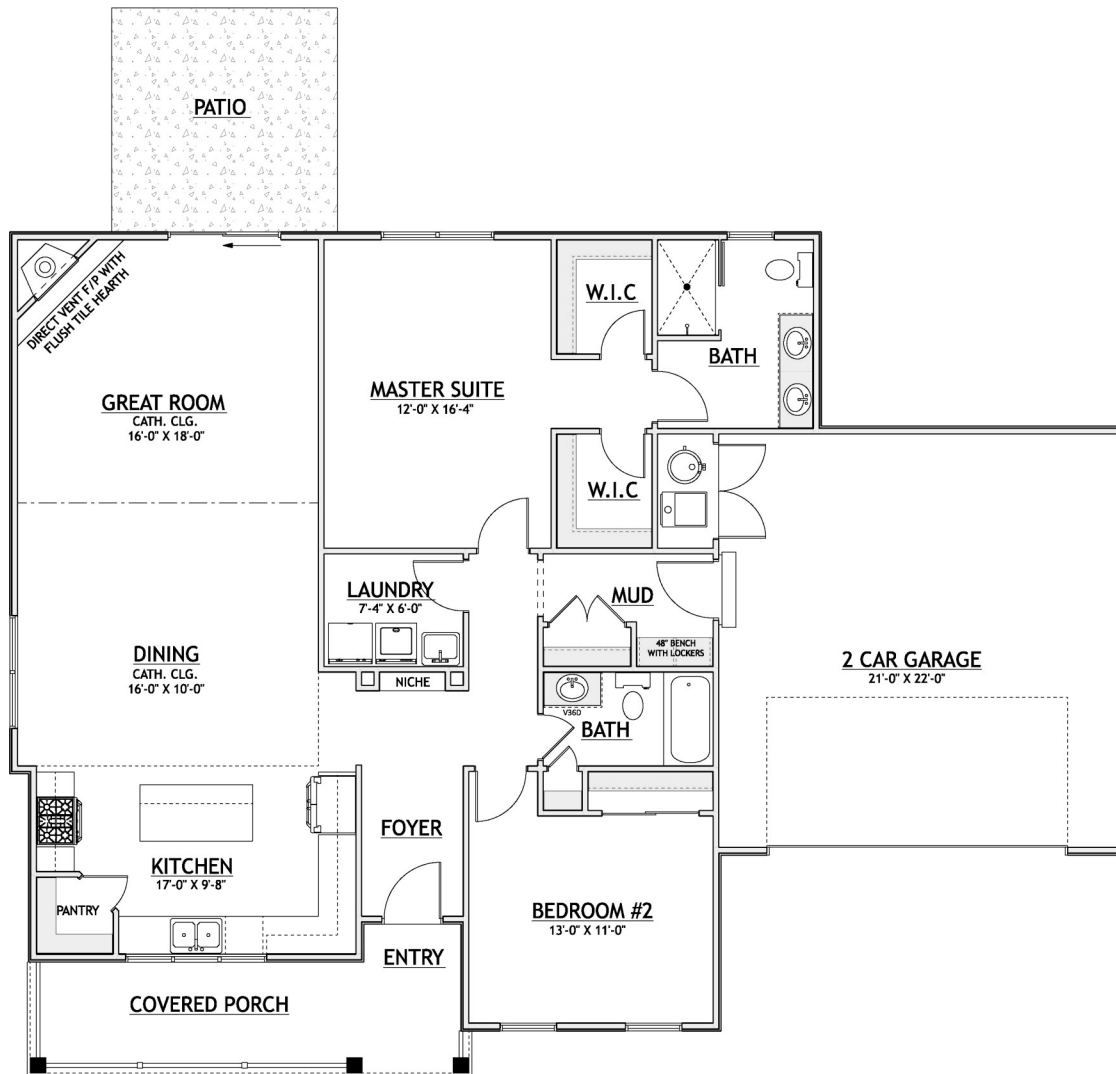 PATIO
DIRECT VENT F/P WITH
FLUSH TILE HEARTH
W.I.C
BATH
GREAT ROOM
CATH. CLG.
16'-0" X 18'-0"
MASTER SUITE
12'-0" X 16'-4"
W.I.C
LAUNDRY
7'-4" X 6'-0"
MUD
48" BENCH
WITH LOCKERS
DINING
CATH. CLG.
16'-0" X 10'-0"
NICHE
2 CAR GARAGE
21'-0" X 22'-0"
V36D
BATH
FOYER
KITCHEN
17'-0" X 9'-8"
PANTRY
BEDROOM #2
13'-0" X 11'-0"
ENTRY
COVERED PORCH